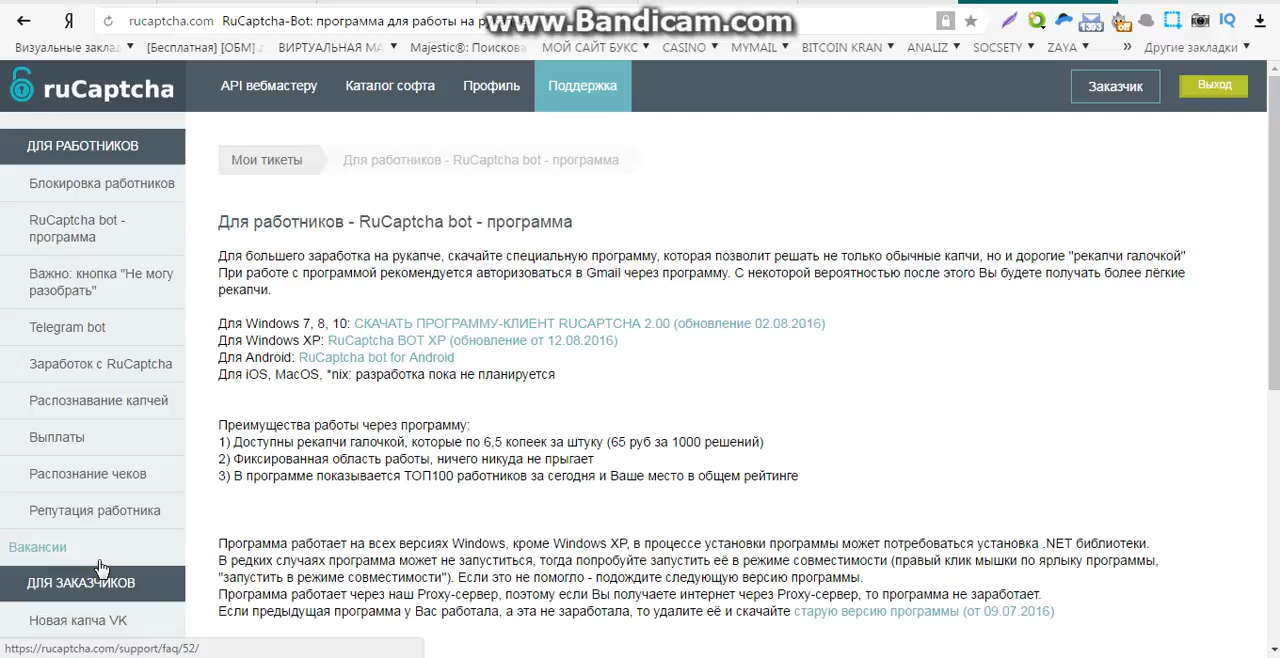 rucaptcha.com RuCaptcha-Bot: программа для работы на
www.Bandicam.com
1393
off
IQ
Визуальные заклад
[Бесплатная] [ОБМ]
ВИРТУАЛЬНАЯ МА
Majestic®: Поискова
МОЙ САЙТ БУКС
CASINO
MYMAIL
BITCOIN KRAN
ANALIZ
SOCSETY
ZAYA
»
Другие закладки
ruCaptcha
API вебмастеру
Каталог софта
Профиль
Поддержка
Заказчик
Выход
ДЛЯ РАБОТНИКОВ
Блокировка работников
RuCaptcha bot -
программа
Важно: кнопка "Не могу
разобрать"
Telegram bot
Заработок с RuCaptcha
Распознавание капчей
Выплаты
Распознание чеков
Репутация работника
Вакансии
ДЛЯ ЗАКАЗЧИКОВ
Новая капча VK
https://rucaptcha.com/support/faq/52/
Мои тикеты
Для работников - RuCaptcha bot - программа
Для работников - RuCaptcha bot - программа
Для большего заработка на рукапче, скачайте специальную программу, которая позволит решать не только обычные капчи, но и дорогие "рекапчи галочкой"
При работе с программой рекомендуется авторизоваться в Gmail через программу. С некоторой вероятностью после этого Вы будете получать более лёгкие
рекапчи.
Для Windows 7, 8, 10: СКАЧАТЬ ПРОГРАММУ-КЛИЕНТ RUCAPTCHA 2.00 (обновление 02.08.2016)
Для Windows XP: RuCaptcha BOT XP (обновление от 12.08.2016)
Для Android: RuCaptcha bot for Android
Для iOS, MacOS, *nix: разработка пока не планируется
Преимущества работы через программу:
1) Доступны рекапчи галочкой, которые по 6,5 копеек за штуку (65 руб за 1000 решений)
2) Фиксированная область работы, ничего никуда не прыгает
3) В программе показывается ТОП100 работников за сегодня и Ваше место в общем рейтинге
Программа работает на всех версиях Windows, кроме Windows XP, в процессе установки программы может потребоваться установка .NET библиотеки.
В редких случаях программа может не запуститься, тогда попробуйте запустить её в режиме совместимости (правый клик мышки по ярлыку программы,
"запустить в режиме совместимости"). Если это не помогло - подождите следующую версию программы.
Программа работает через наш Proxy-сервер, поэтому если Вы получаете интернет через Proxy-сервер, то программа не заработает.
Если предыдущая программа у Вас работала, а эта не заработала, то удалите её и скачайте старую версию программы (от 09.07.2016)